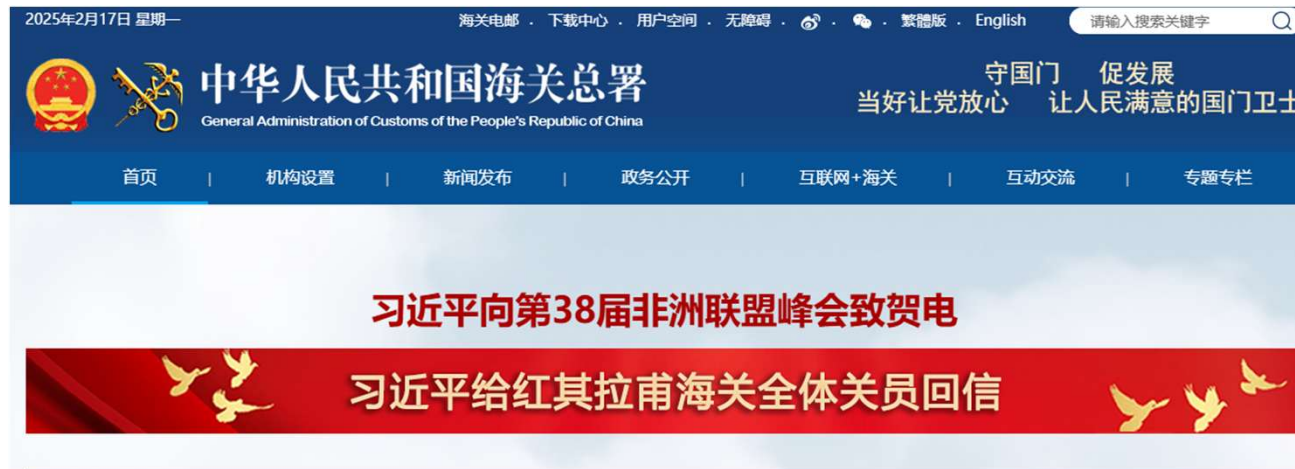 2025年2月17日 星期一
海关电邮 . 下载中心 . 用户空间 . 无障碍 . . . 繁體版 . English
请输入搜索关键字
中华人民共和国海关总署
General Administration of Customs of the People's Republic of China
守国门 促发展
当好让党放心 让人民满意的国门卫士
首页 | 机构设置 | 新闻发布 | 政务公开 | 互联网+海关 | 互动交流 | 专题专栏
习近平向第38届非洲联盟峰会致贺电
习近平给红其拉甫海关全体关员回信